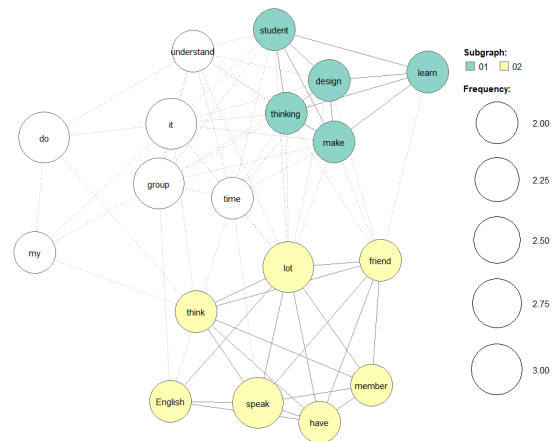 student
understand
Subgraph:
01 02
design
learn
Frequency:
thinking
2.00
it
do
make
2.25
group
time
2.50
my
friend
lot
2.75
think
3.00
member
English
speak
have